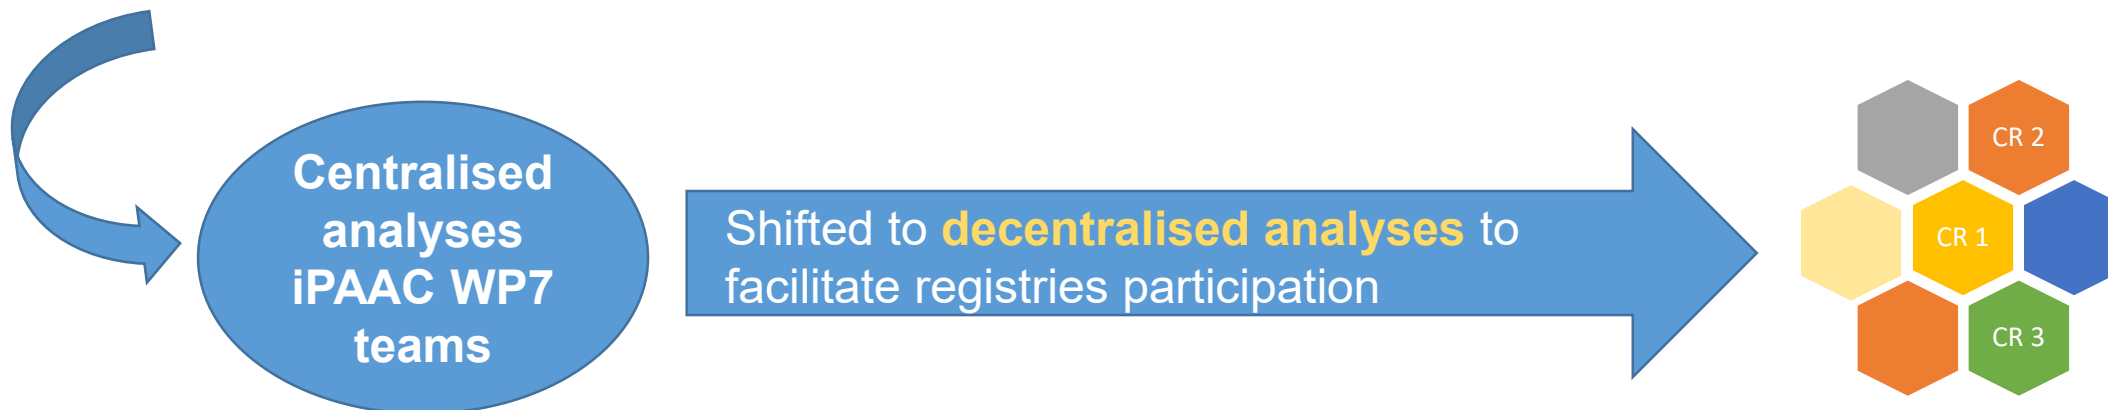 Centralised
analyses
iPAAC WP7
teams
Shifted to decentralised analyses to
facilitate registries participation
CR 2
CR 1
CR 3